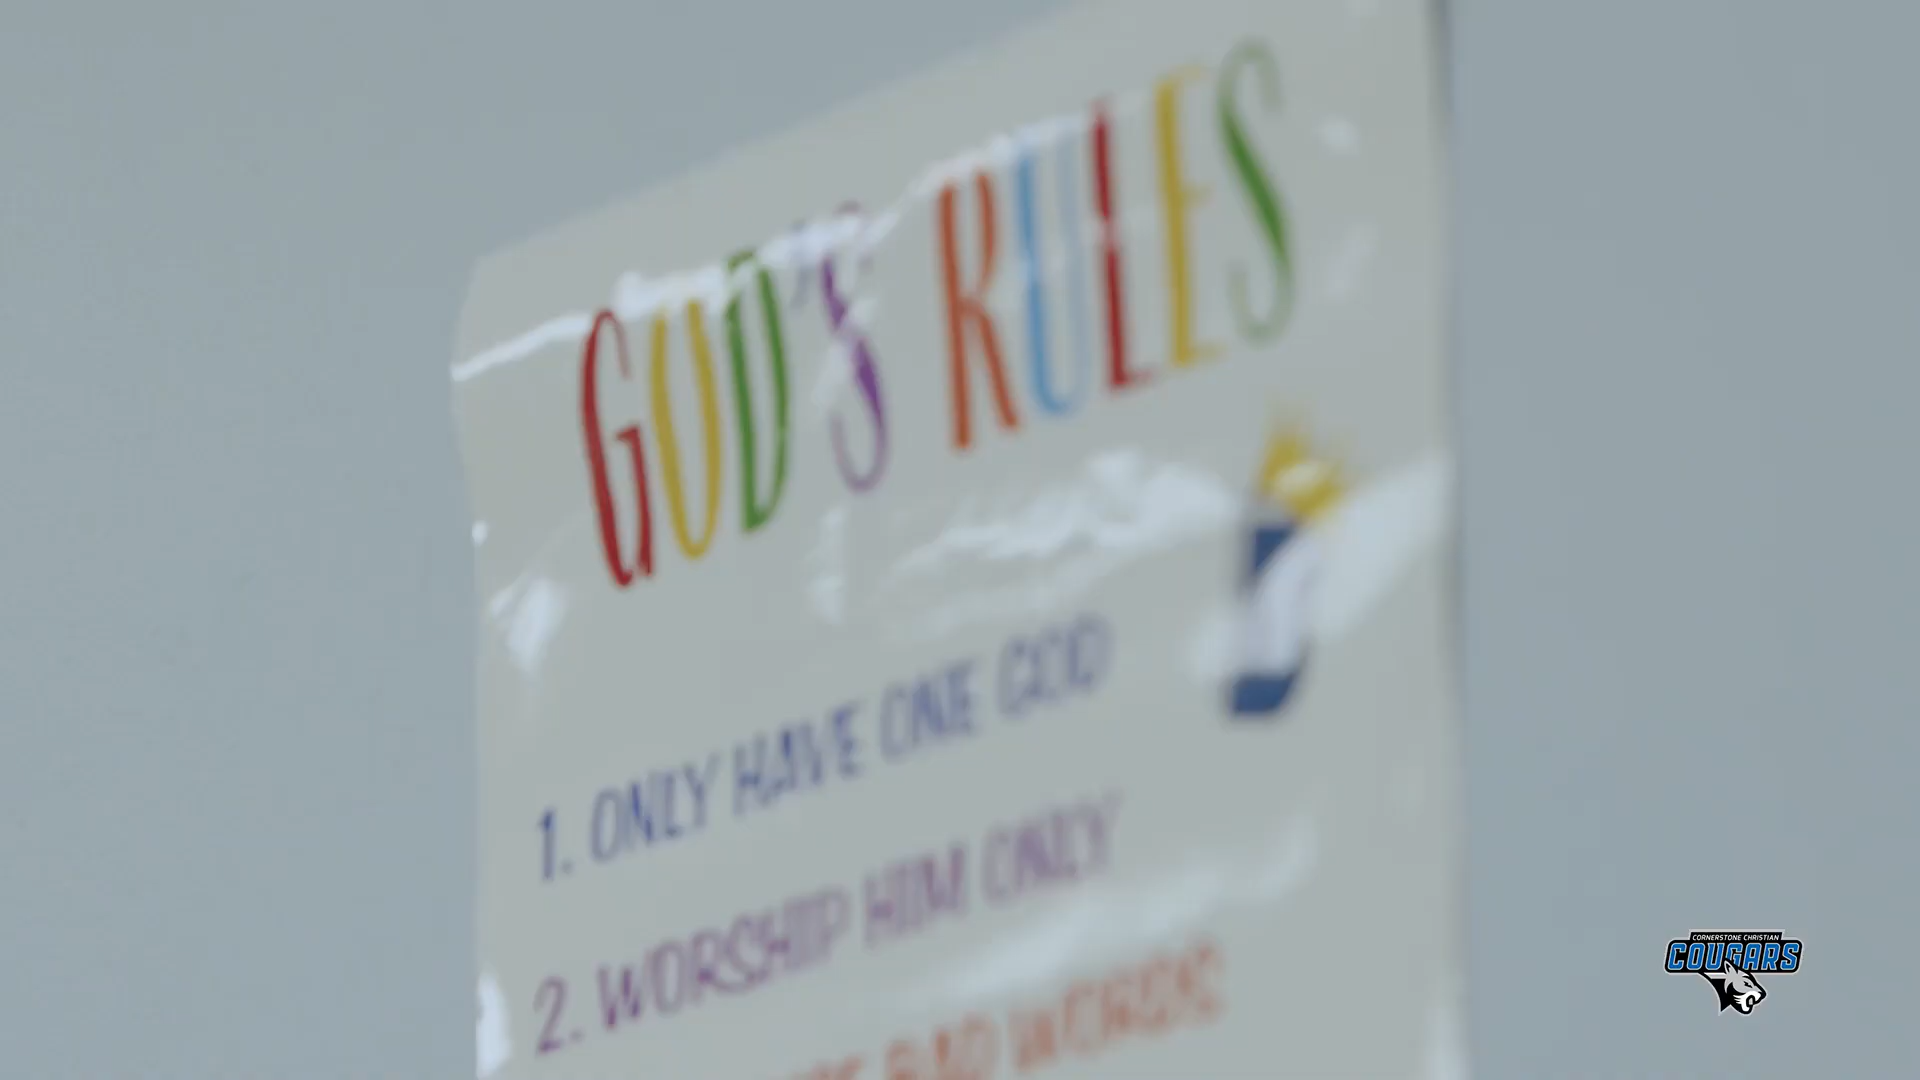 GOD'S RULES
1. ONLY HAVE ONE GOD
2. WORSHIP HIM ONLY
BAD WORDS
CORNERSTONE CHRISTIAN
COUGARS